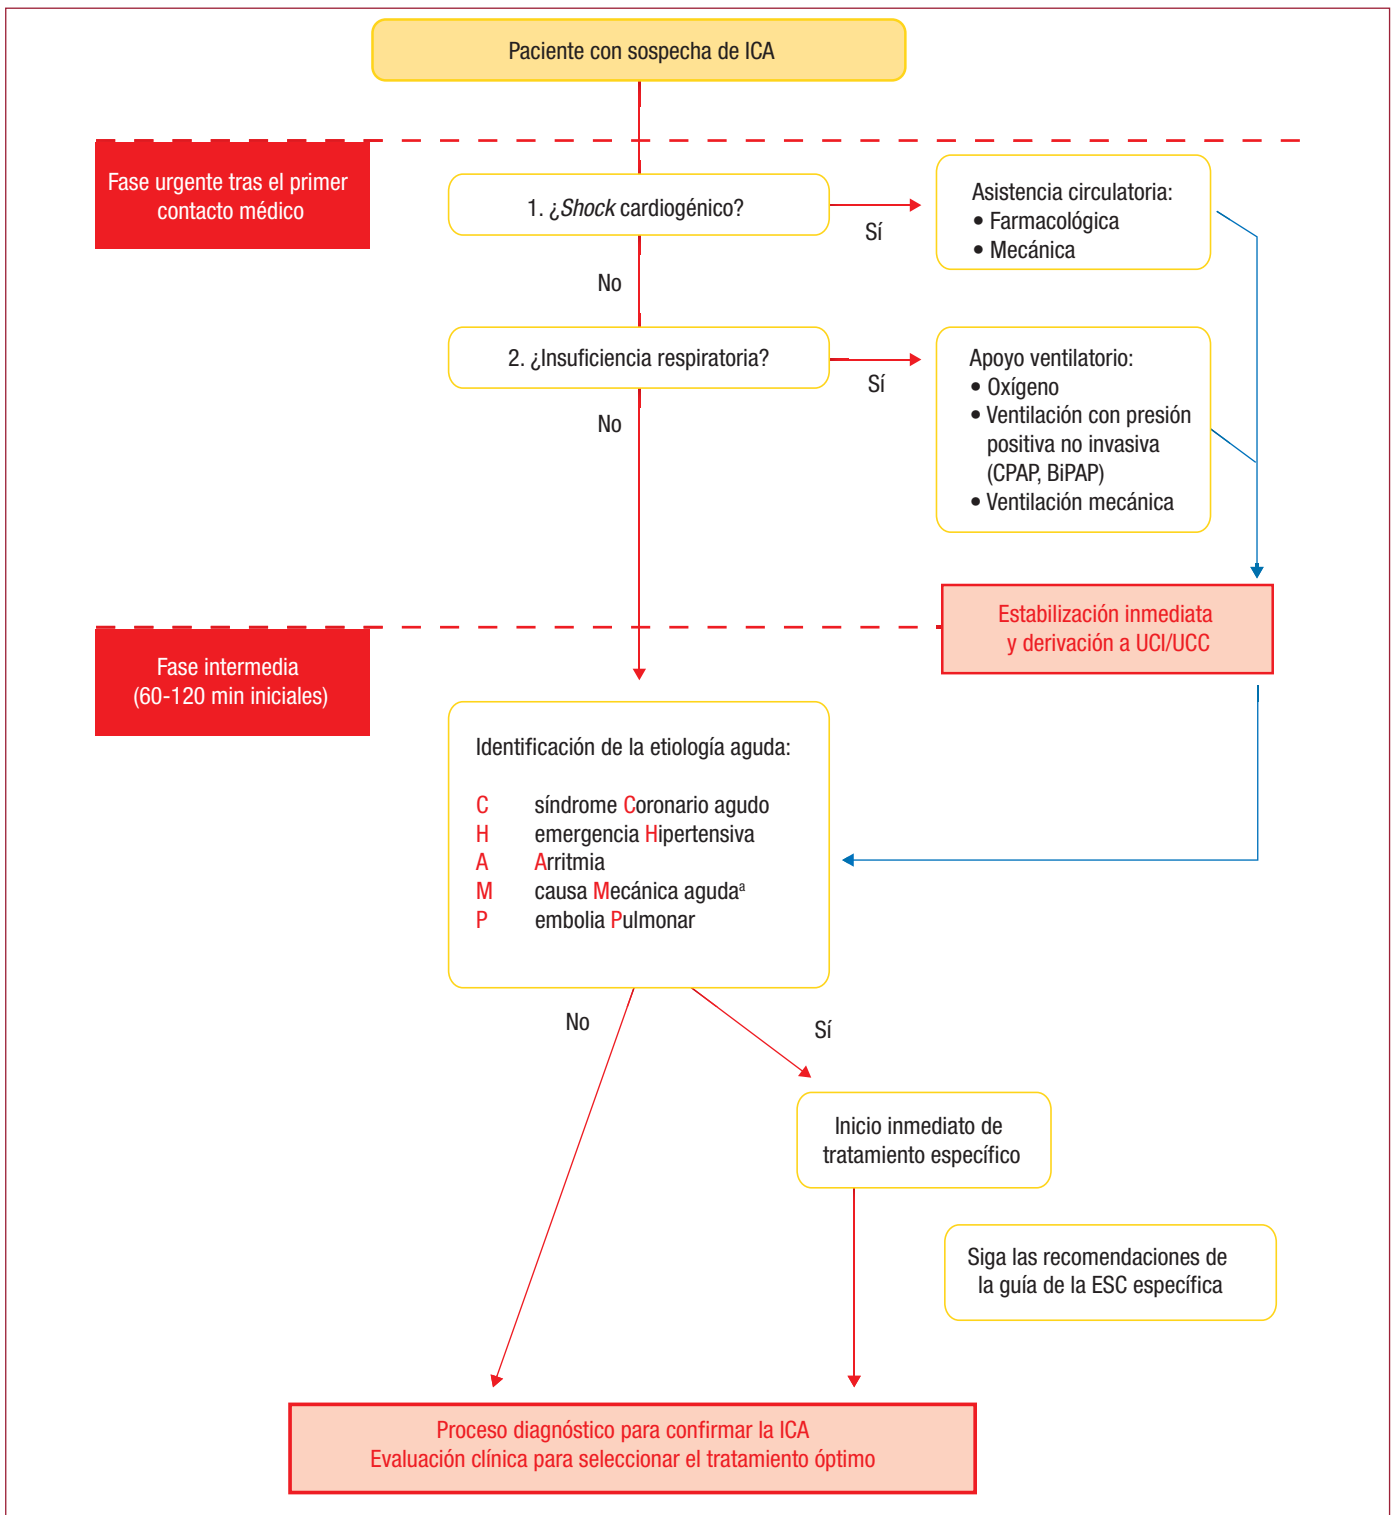 Paciente con sospecha de ICA
Fase urgente tras el primer
contacto médico
1. ¿Shock cardiogénico?
Sí
Asistencia circulatoria:
• Farmacológica
• Mecánica
No
2. ¿Insuficiencia respiratoria?
Sí
Apoyo ventilatorio:
• Oxígeno
• Ventilación con presión
positiva no invasiva
(CPAP, BiPAP)
• Ventilación mecánica
No
Estabilización inmediata
y derivación a UCI/UCC
Fase intermedia
(60-120 min iniciales)
Identificación de la etiología aguda:
C síndrome Coronario agudo
H emergencia Hipertensiva
A Arritmia
M causa Mecánica agudaª
P embolia Pulmonar
No
Sí
Inicio inmediato de
tratamiento específico
Siga las recomendaciones de
la guía de la ESC específica
Proceso diagnóstico para confirmar la ICA
Evaluación clínica para seleccionar el tratamiento óptimo